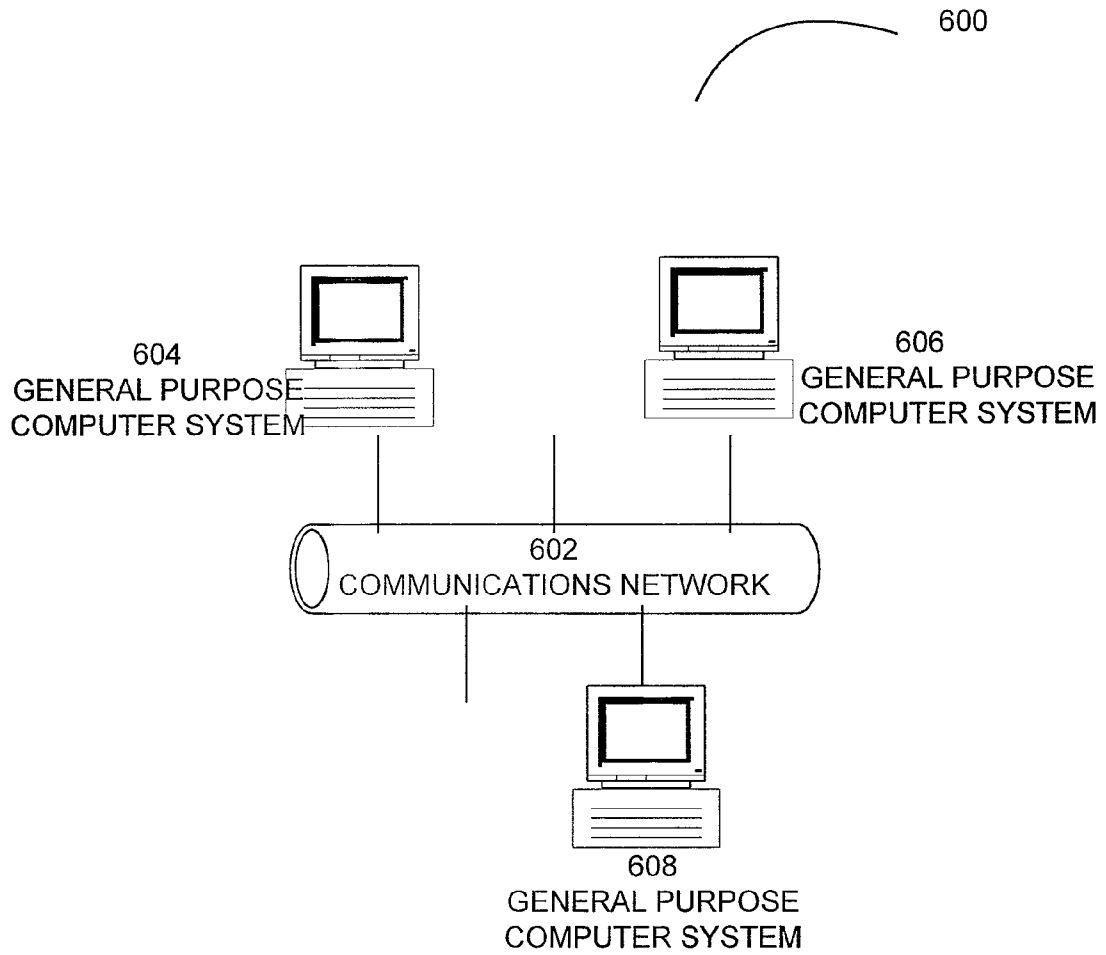 600
604
GENERAL PURPOSE
COMPUTER SYSTEM
606
GENERAL PURPOSE
COMPUTER SYSTEM
602
COMMUNICATIONS NETWORK
608
GENERAL PURPOSE
COMPUTER SYSTEM